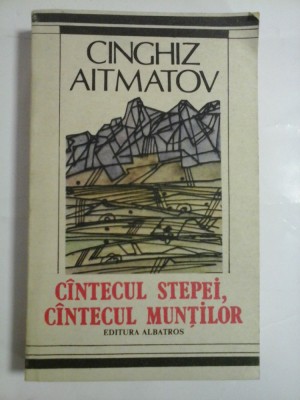 CINGHIZ
AITMATOV
CÎNTECUL STEPEI,
CÎNTECUL MUNȚILOR
EDITURA ALBATROS